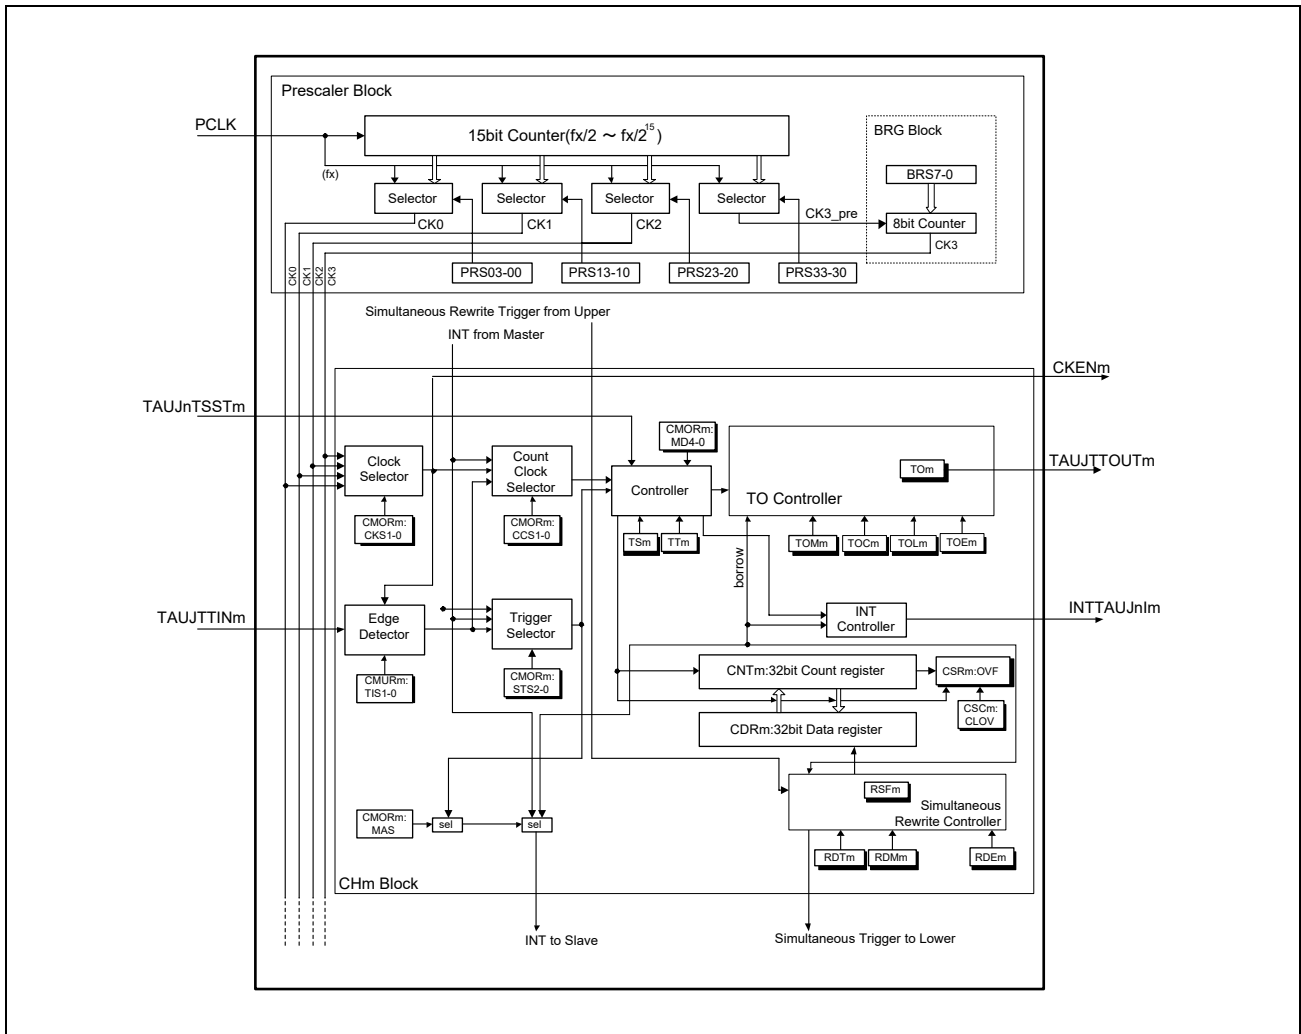 Prescaler Block
PCLK
15bit Counter(fx/2 ～ fx/2^15)
BRG Block
(fx)
BRS7-0
Selector
Selector
Selector
Selector
CK3_pre
8bit Counter
CK0
CK1
CK2
CK3
CK0
CK1
CK2
CK3
PRS03-00
PRS13-10
PRS23-20
PRS33-30
Simultaneous Rewrite Trigger from Upper
INT from Master
CKENm
TAUJnTSSTm
CMORm:
MD4-0
Clock
Selector
Count
Clock
Selector
Controller
TOm
TAUJTTOUTm
TO Controller
CMORm:
CKS1-0
CMORm:
CCS1-0
TSm
TTm
TOMm
TOCm
TOLm
TOEm
borrow
TAUJTTINm
Edge
Detector
Trigger
Selector
INT
Controller
INTTAUJnIm
CMURm:
TIS1-0
CMORm:
STS2-0
CNTm:32bit Count register
CSRm:OVF
CSCm:
CLOV
CDRm:32bit Data register
RSFm
Simultaneous
Rewrite Controller
CMORm:
MAS
sel
sel
RDTm
RDMm
RDEm
CHm Block
INT to Slave
Simultaneous Trigger to Lower